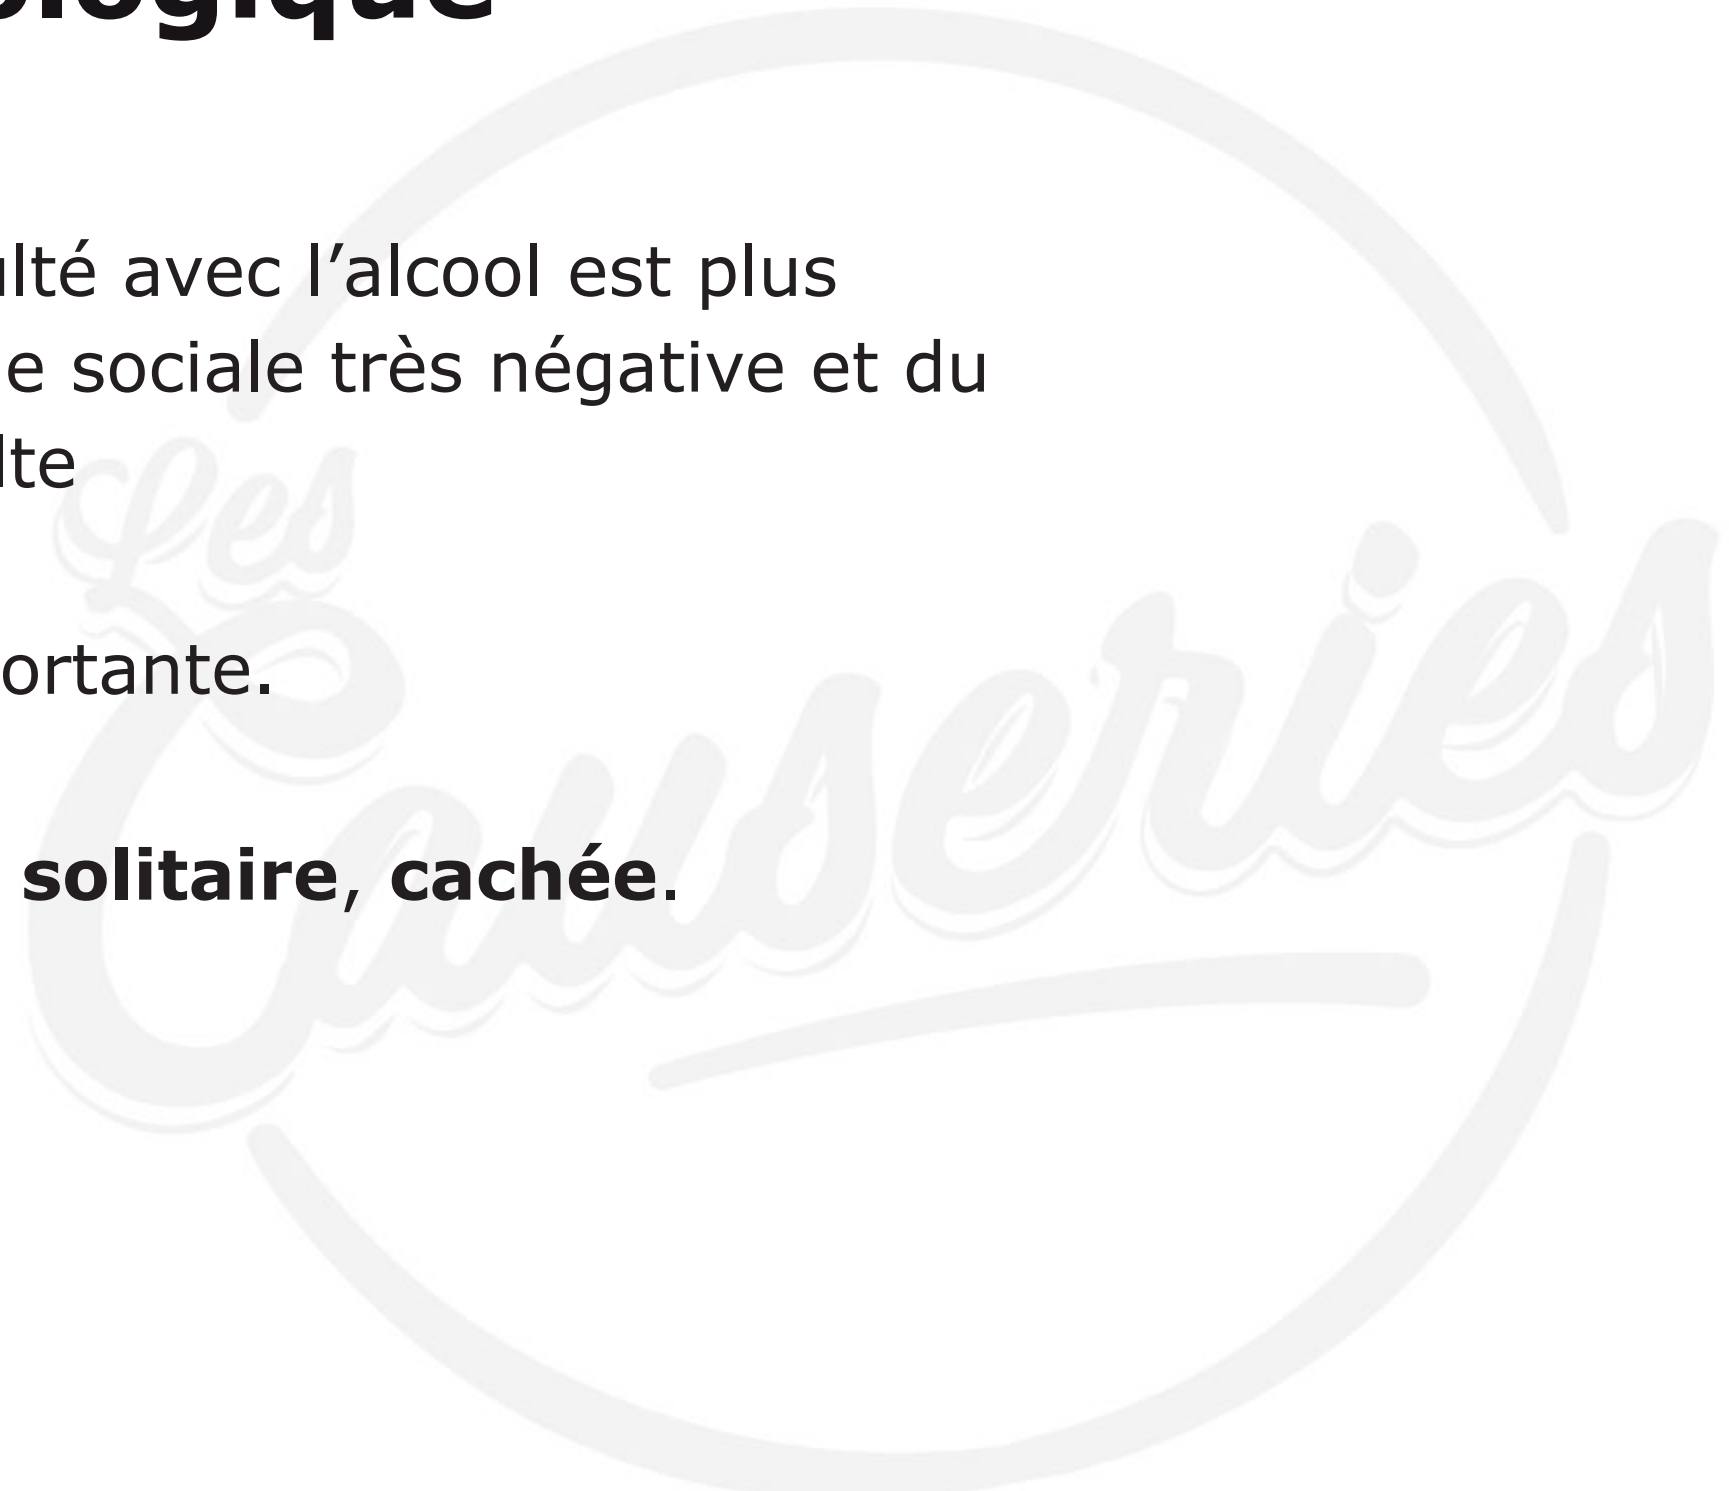 ologique
ulté avec l’alcool est plus
e sociale très négative et du
lte
ortante.
solitaire, cachée.
Les
Causeries